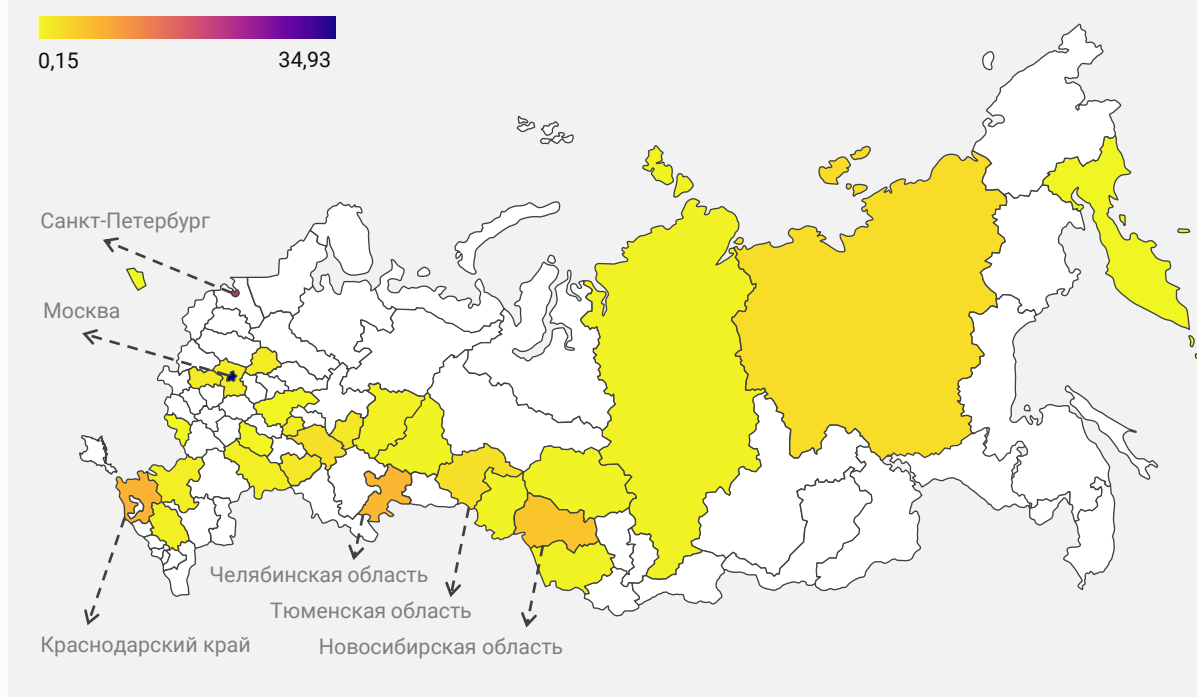 0,15
34,93
Санкт-Петербург
Москва
Челябинская область
Тюменская область
Краснодарский край
Новосибирская область